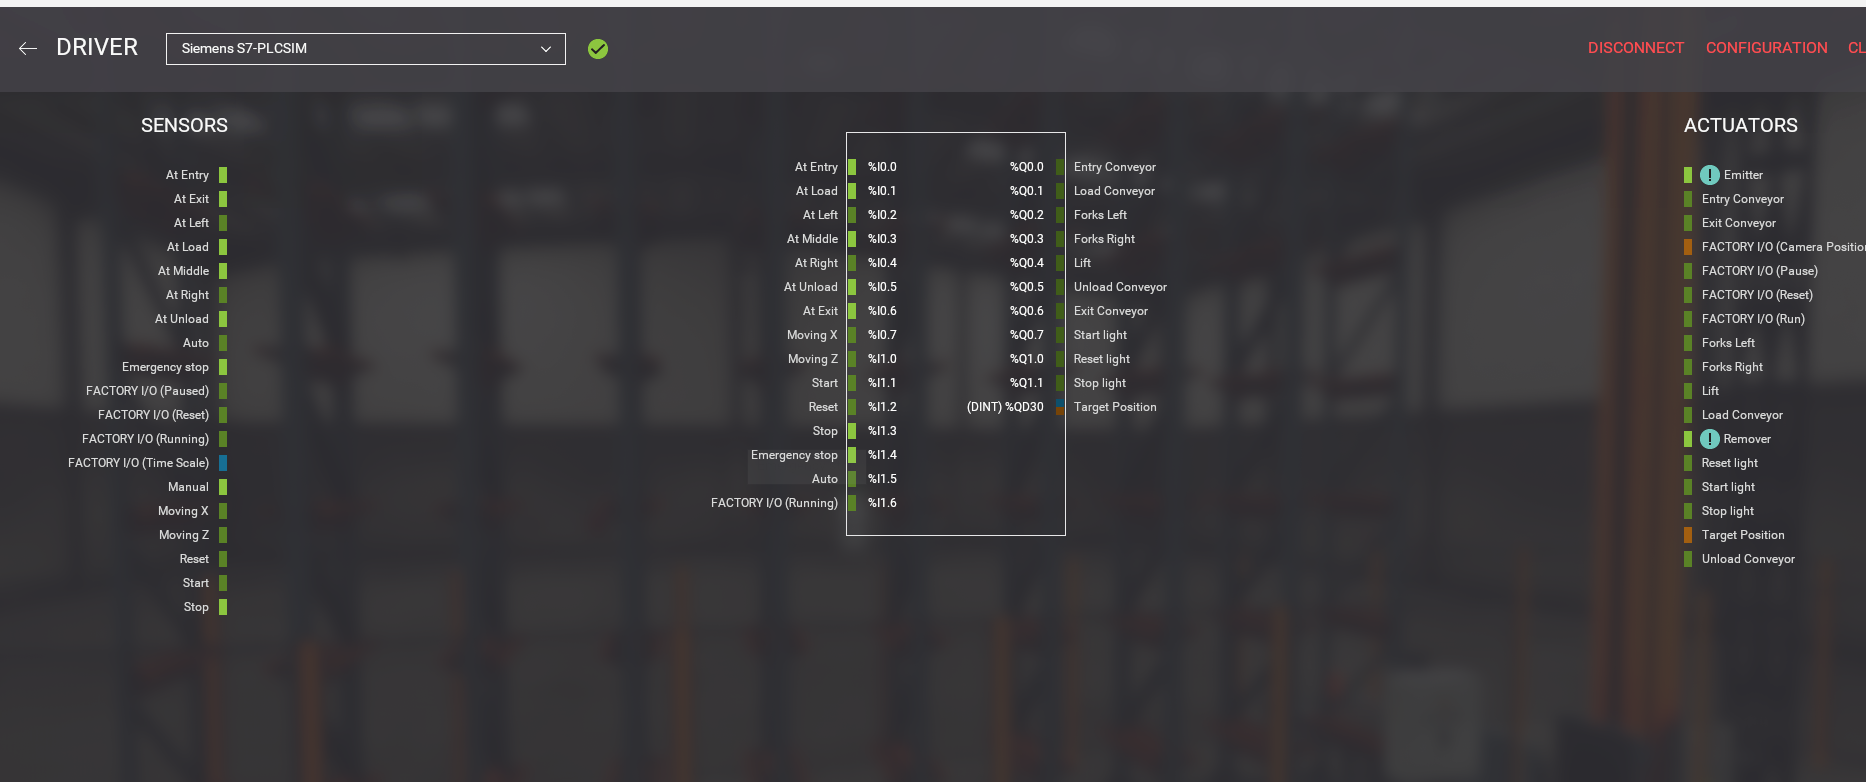 DRIVER
Siemens S7-PLCSIM
DISCONNECT
CONFIGURATION
CL
SENSORS
At Entry
At Exit
At Left
At Load
At Middle
At Right
At Unload
Auto
Emergency stop
FACTORY I/O (Paused)
FACTORY I/O (Reset)
FACTORY I/O (Running)
FACTORY I/O (Time Scale)
Manual
Moving X
Moving Z
Reset
Start
Stop
At Entry %I0.0 %Q0.0 Entry Conveyor
At Load %I0.1 %Q0.1 Load Conveyor
At Left %I0.2 %Q0.2 Forks Left
At Middle %I0.3 %Q0.3 Forks Right
At Right %I0.4 %Q0.4 Lift
At Unload %I0.5 %Q0.5 Unload Conveyor
At Exit %I0.6 %Q0.6 Exit Conveyor
Moving X %I0.7 %Q0.7 Start light
Moving Z %I1.0 %Q1.0 Reset light
Start %I1.1 %Q1.1 Stop light
Reset %I1.2 (DINT) %QD30 Target Position
Stop %I1.3
Emergency stop %I1.4
Auto %I1.5
FACTORY I/O (Running) %I1.6
ACTUATORS
! Emitter
Entry Conveyor
Exit Conveyor
FACTORY I/O (Camera Position
FACTORY I/O (Pause)
FACTORY I/O (Reset)
FACTORY I/O (Run)
Forks Left
Forks Right
Lift
Load Conveyor
! Remover
Reset light
Start light
Stop light
Target Position
Unload Conveyor